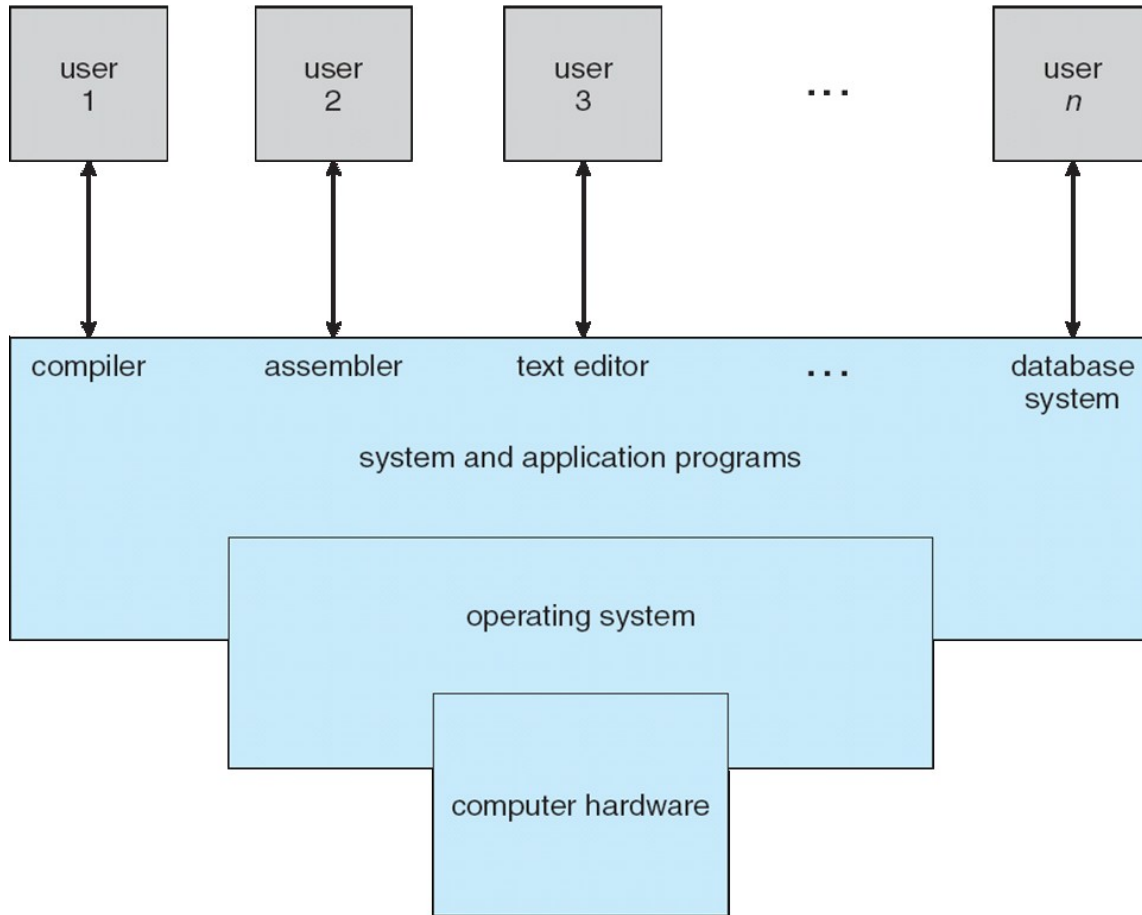 user
1
user
2
user
3
...
user
n
compiler
assembler
text editor
...
database
system
system and application programs
operating system
computer hardware